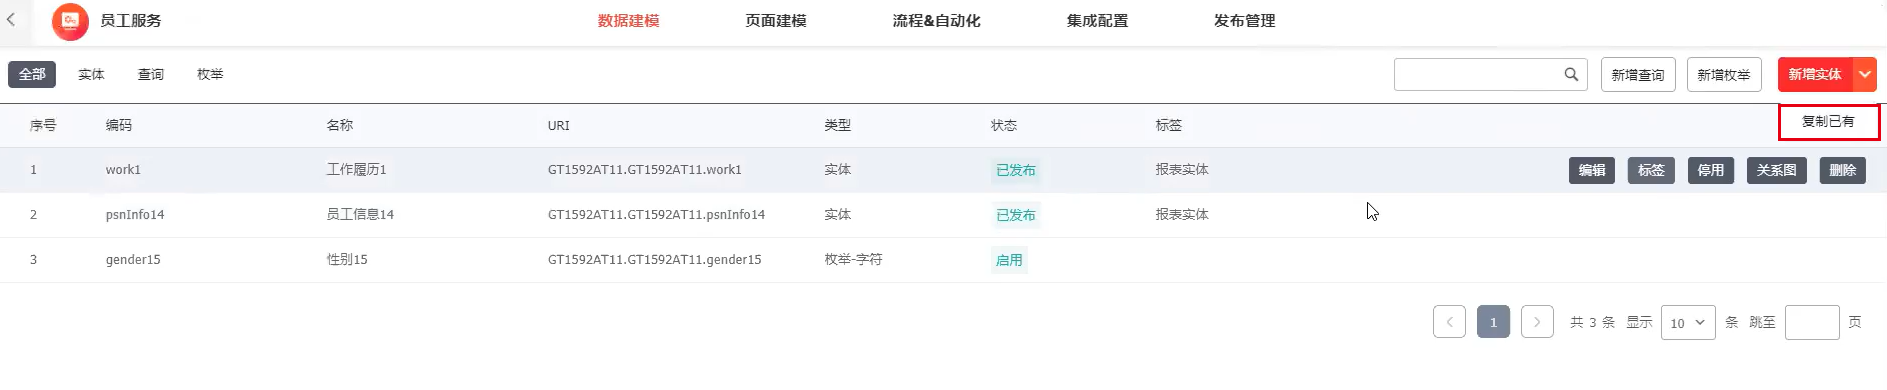 员工服务 数据建模 页面建模 流程&自动化 集成配置 发布管理
全部 实体 查询 枚举 新增查询 新增枚举 新增实体
复制已有
序号 编码 名称 URI 类型 状态 标签
1 work1 工作履历1 GT1592AT11.GT1592AT11.work1 实体 已发布 报表实体 编辑 标签 停用 关系图 删除
2 psnInfo14 员工信息14 GT1592AT11.GT1592AT11.psnInfo14 实体 已发布 报表实体
3 gender15 性别15 GT1592AT11.GT1592AT11.gender15 枚举-字符 启用
1 共 3 条 显示 10 条 跳至 页